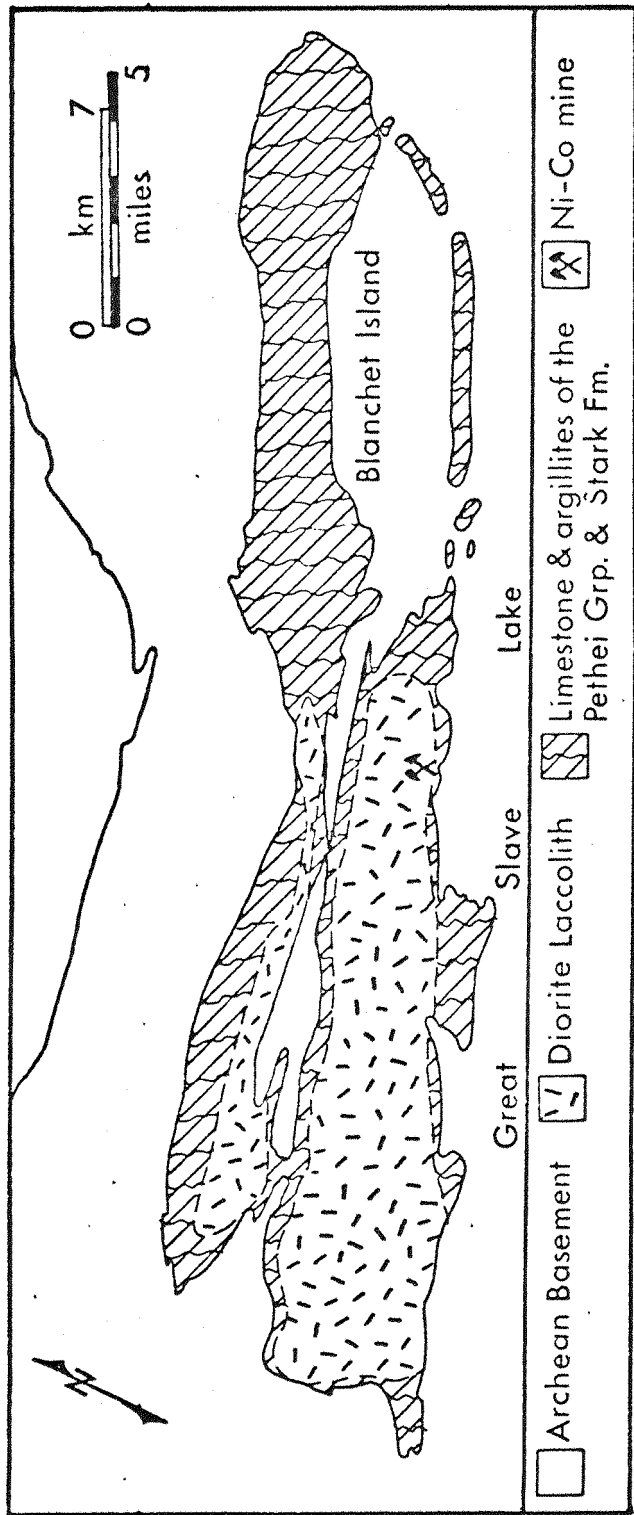 N
km
0 7
0 5
miles
Blanchet Island
Great Slave Lake
Archean Basement
Diorite Laccolith
Limestone & argillites of the
Pethei Grp. & Stark Fm.
Ni-Co mine